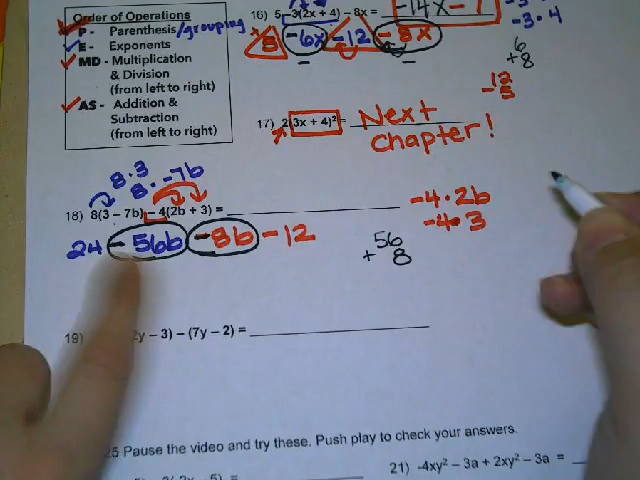 Order of Operations
P - Parenthesis/grouping
E - Exponents
MD - Multiplication
& Division
(from left to right)
AS - Addition &
Subtraction
(from left to right)
16) 5 - 3(2x + 4) - 8x =
-14x - 7
5 -6x -12 -8x
-3 · 4
6
+8
-12
-5
17) 2(3x + 4)² = Next
chapter!
8·3
8·-7b
18) 8(3 - 7b) - 4(2b + 3) =
-4·2b
-4·3
24 -56b -8b -12
56
+ 8
19) 2y - 3) - (7y - 2) =
25 Pause the video and try these. Push play to check your answers.
21) -4xy² - 3a + 2xy² - 3a =